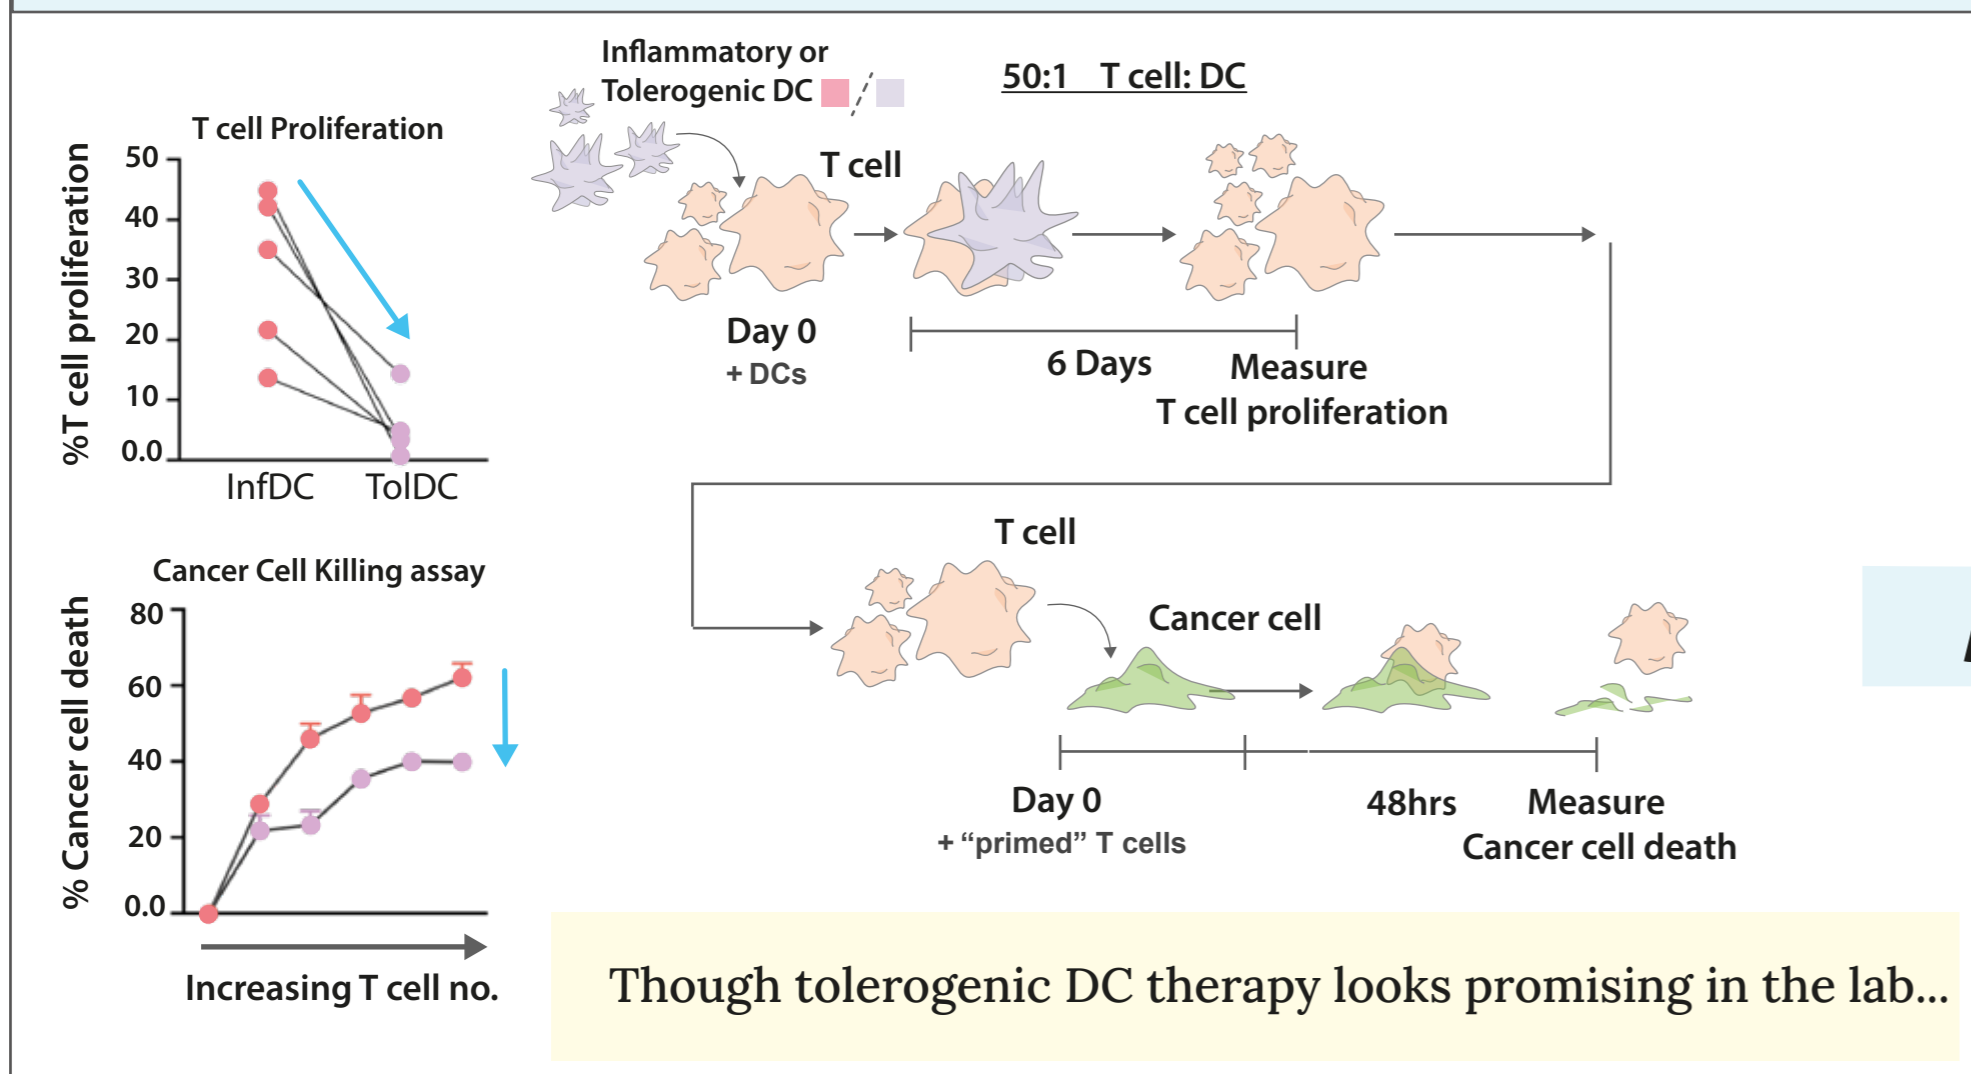 T cell Proliferation
%T cell proliferation
50
40
30
20
10
0.0
InfDC TolDC
Inflammatory or
Tolerogenic DC
50:1 T cell: DC
T cell
Day 0
+ DCs
6 Days
Measure
T cell proliferation
Cancer Cell Killing assay
% Cancer cell death
80
60
40
20
0.0
Increasing T cell no.
T cell
Cancer cell
Day 0
+ “primed” T cells
48hrs
Measure
Cancer cell death
Though tolerogenic DC therapy looks promising in the lab...